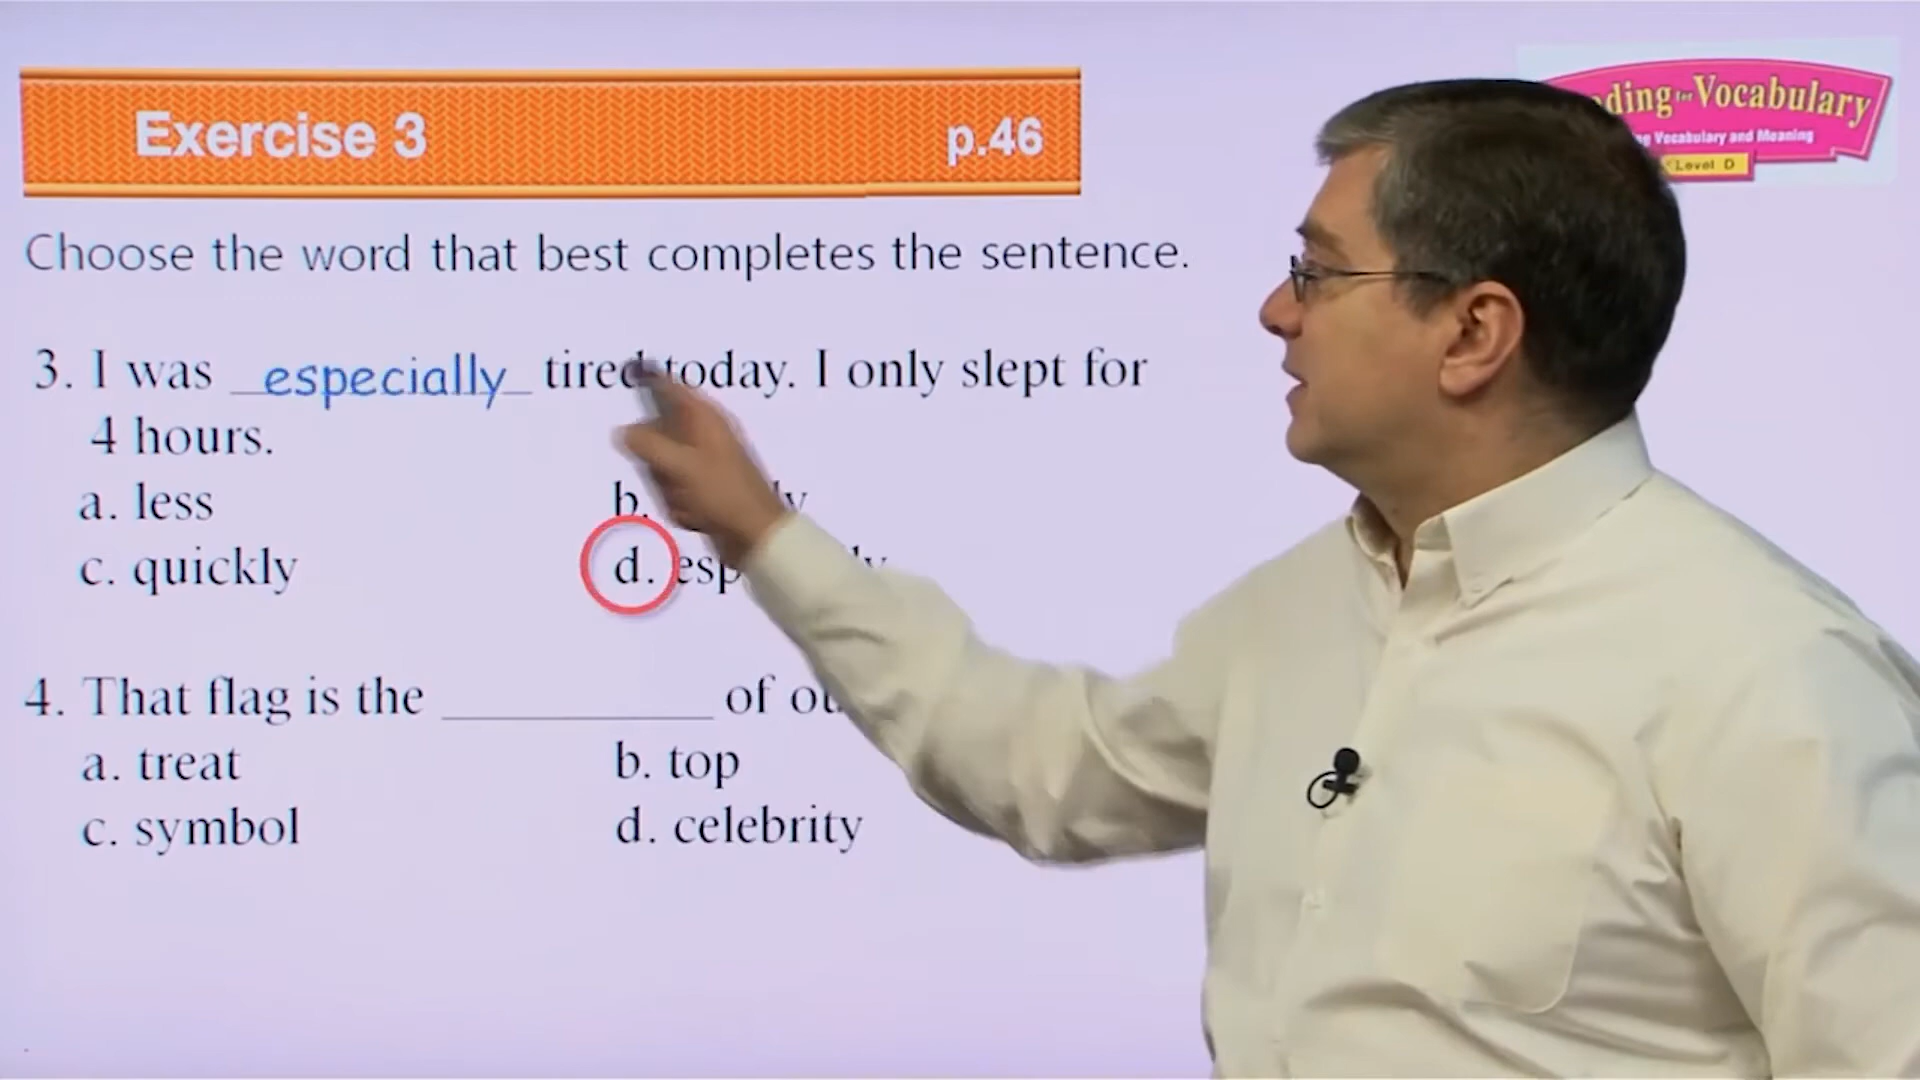 Exercise 3 p.46
Vocabulary
Vocabulary and Meaning
Level D
Choose the word that best completes the sentence.
3. I was especially tired today. I only slept for
4 hours.
a. less b.
c. quickly d.
4. That flag is the __________ of
a. treat b. top
c. symbol d. celebrity